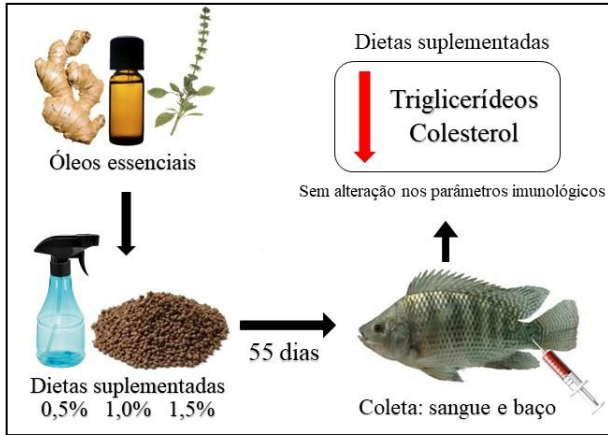 Óleos essenciais
Dietas suplementadas
0,5% 1,0% 1,5%
55 dias
Coleta: sangue e baço
Sem alteração nos parâmetros imunológicos
Triglicerídeos
Colesterol
Dietas suplementadas